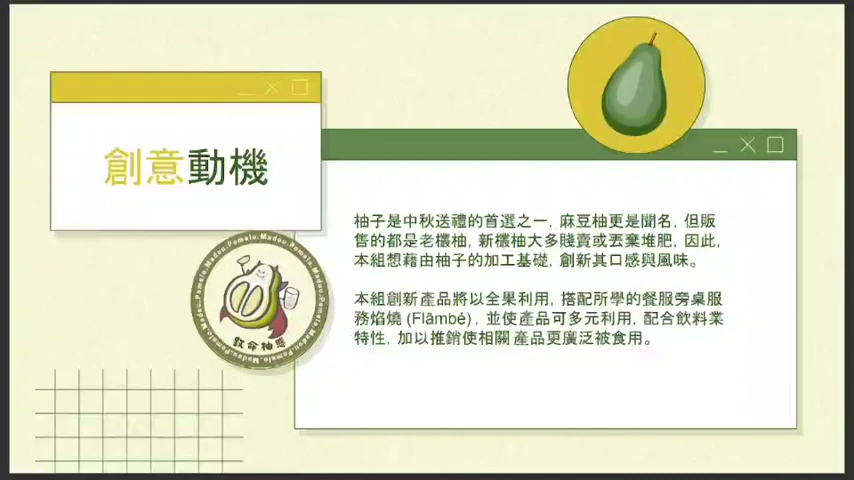 創意動機
柚子是中秋送禮的首選之一, 麻豆柚更是聞名, 但販
售的都是老欉柚, 新欉柚大多賤賣或丟棄堆肥, 因此,
本組想藉由柚子的加工基礎, 創新其口感與風味。
本組創新產品將以全果利用, 搭配所學的餐服旁桌服
務焰燒 (Flāmbé) , 並使產品可多元利用, 配合飲料業
特性, 加以推銷使相關 產品更廣泛被食用。
Madou.Pomelo.Madou.Pomelo.Madou.Pomelo.Madou.Pomelo.